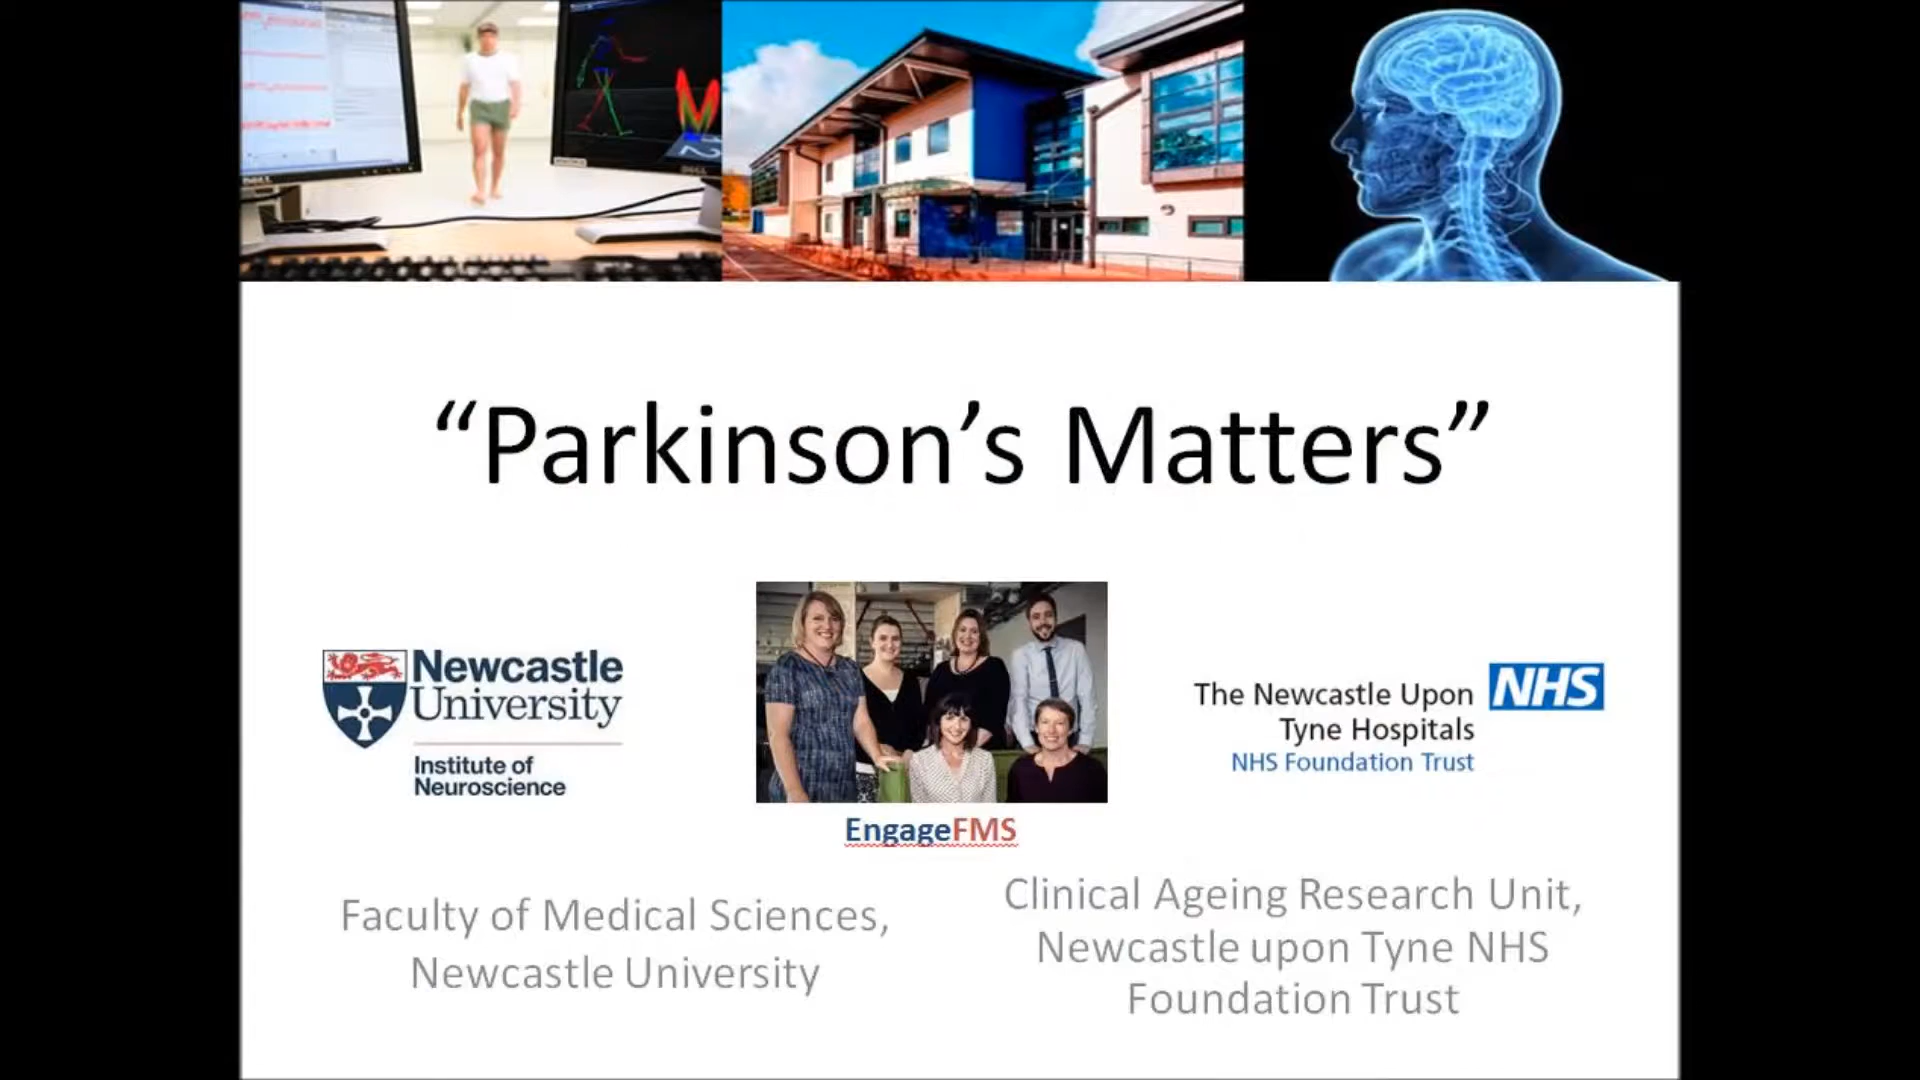 “Parkinson’s Matters”
Newcastle
University
Institute of
Neuroscience
EngageFMS
The Newcastle Upon
Tyne Hospitals
NHS Foundation Trust
NHS
Faculty of Medical Sciences,
Newcastle University
Clinical Ageing Research Unit,
Newcastle upon Tyne NHS
Foundation Trust